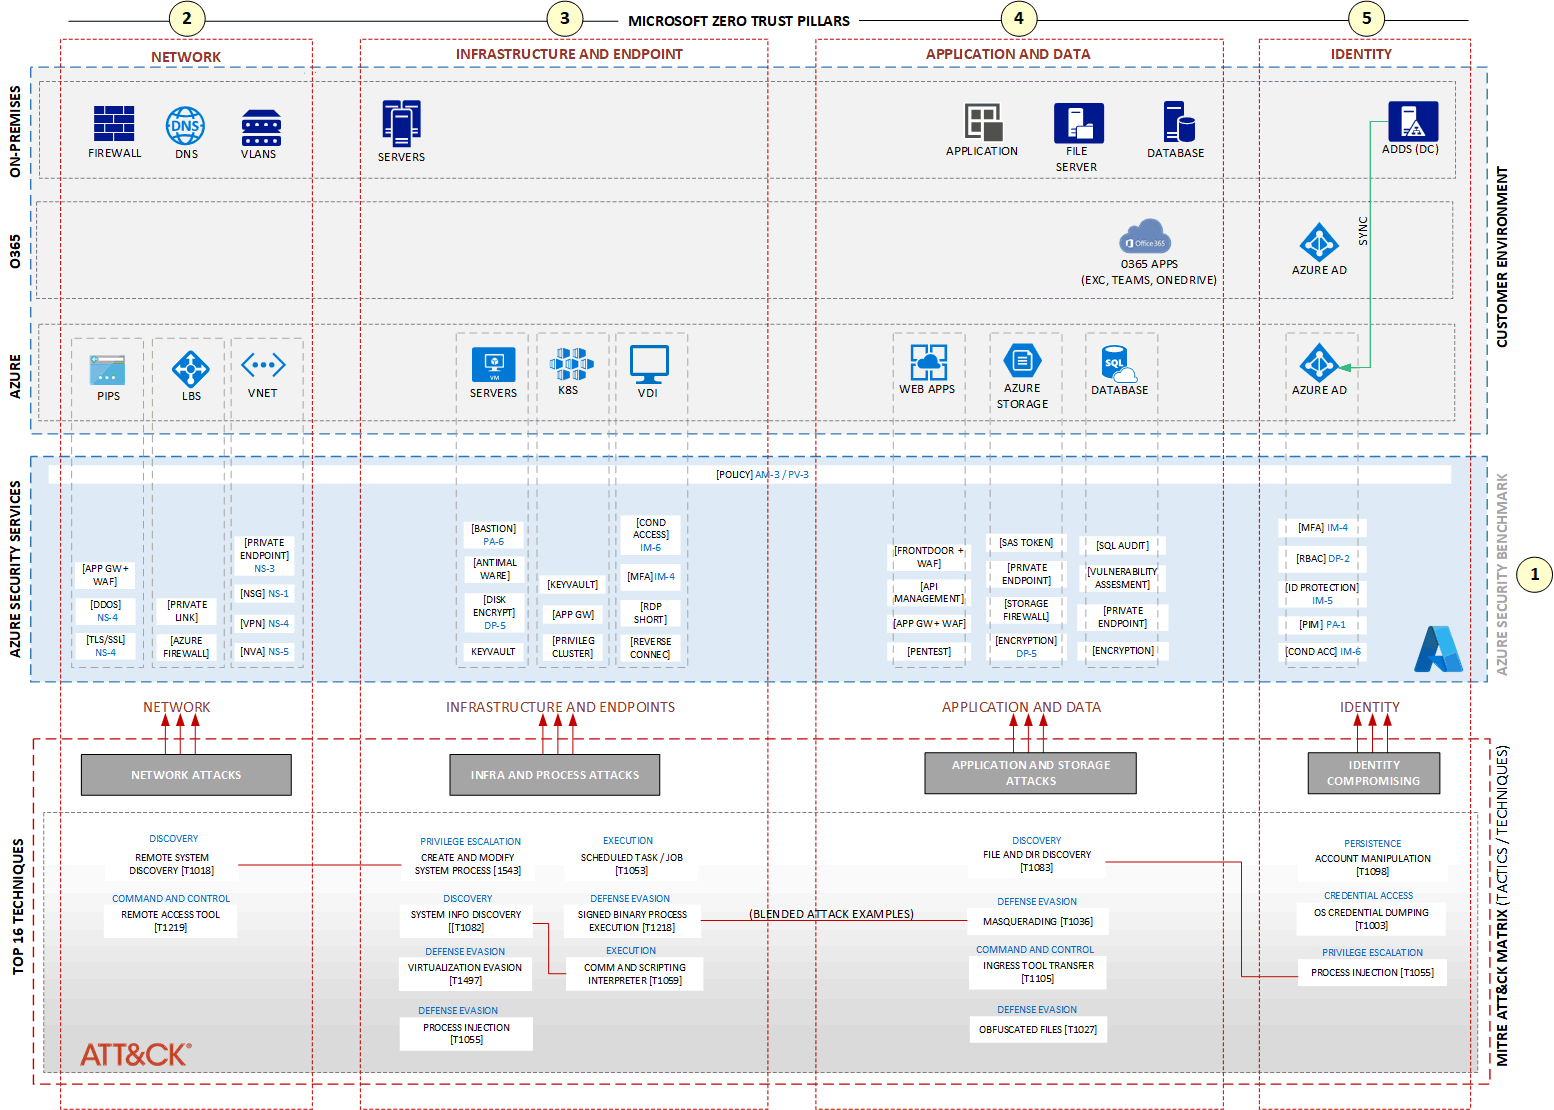 2
3
4
5
MICROSOFT ZERO TRUST PILLARS
NETWORK
INFRASTRUCTURE AND ENDPOINT
APPLICATION AND DATA
IDENTITY
ON-PREMISES
FIREWALL
DNS
DNS
VLANS
SERVERS
APPLICATION
FILE
SERVER
DATABASE
ADDS (DC)
CUSTOMER ENVIRONMENT
O365
Office 365
0365 APPS
(EXC, TEAMS, ONEDRIVE)
AZURE AD
SYNC
AZURE
PIPS
LBS
VNET
VM
SERVERS
K8S
VDI
WEB APPS
AZURE
STORAGE
SQL
DATABASE
AZURE AD
AZURE SECURITY SERVICES
[POLICY] AM-3 / PV-3
[APP GW+
WAF]
[DDOS]
NS-4
[TLS/SSL]
NS-4
[PRIVATE
LINK]
[AZURE
FIREWALL]
[PRIVATE
ENDPOINT]
NS-3
[NSG] NS-1
[VPN] NS-4
[NVA] NS-5
[BASTION]
PA-6
[ANTIMAL
WARE]
[DISK
ENCRYPT]
DP-5
KEYVAULT
[KEYVAULT]
[APP GW]
[PRIVILEG
CLUSTER]
[COND
ACCESS]
IM-6
[MFA]IM-4
[RDP
SHORT]
[REVERSE
CONNEC]
[FRONTDOOR +
WAF]
[API
MANAGEMENT]
[APP GW+ WAF]
[PENTEST]
[SAS TOKEN]
[PRIVATE
ENDPOINT]
[STORAGE
FIREWALL]
[ENCRYPTION]
DP-5
[SQL AUDIT]
[VULNERABILITY
ASSESMENT]
[PRIVATE
ENDPOINT]
[ENCRYPTION]
[MFA] IM-4
[RBAC] DP-2
[ID PROTECTION]
IM-5
[PIM] PA-1
[COND ACC] IM-6
AZURE SECURITY BENCHMARK
1
NETWORK
INFRASTRUCTURE AND ENDPOINTS
APPLICATION AND DATA
IDENTITY
NETWORK ATTACKS
INFRA AND PROCESS ATTACKS
APPLICATION AND STORAGE
ATTACKS
IDENTITY
COMPROMISING
TOP 16 TECHNIQUES
DISCOVERY
REMOTE SYSTEM
DISCOVERY [T1018]
COMMAND AND CONTROL
REMOTE ACCESS TOOL
[T1219]
PRIVILEGE ESCALATION
CREATE AND MODIFY
SYSTEM PROCESS [1543]
DISCOVERY
SYSTEM INFO DISCOVERY
[[T1082]
DEFENSE EVASION
VIRTUALIZATION EVASION
[T1497]
DEFENSE EVASION
PROCESS INJECTION
[T1055]
EXECUTION
SCHEDULED TASK / JOB
[T1053]
DEFENSE EVASION
SIGNED BINARY PROCESS
EXECUTION [T1218]
EXECUTION
COMM AND SCRIPTING
INTERPRETER [T1059]
(BLENDED ATTACK EXAMPLES)
DISCOVERY
FILE AND DIR DISCOVERY
[T1083]
DEFENSE EVASION
MASQUERADING [T1036]
COMMAND AND CONTROL
INGRESS TOOL TRANSFER
[T1105]
DEFENSE EVASION
OBFUSCATED FILES [T1027]
PERSISTENCE
ACCOUNT MANIPULATION
[T1098]
CREDENTIAL ACCESS
OS CREDENTIAL DUMPING
[T1003]
PRIVILEGE ESCALATION
PROCESS INJECTION [T1055]
MITRE ATT&CK MATRIX (TACTICS / TECHNIQUES)
ATT&CK®